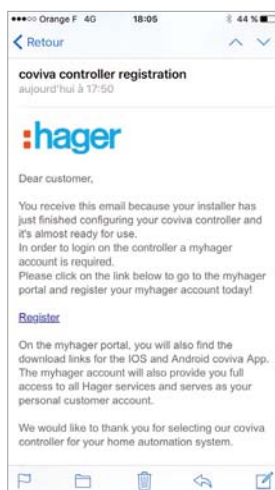 Orange F 4G 18:05 44 %
Retour
coviva controller registration
aujourd'hui à 17:50
:hager
Dear customer,
You receive this email because your installer has
just finished configuring your coviva controller and
it's almost ready for use.
In order to login on the controller a myhager
account is required.
Please click on the link below to go to the myhager
portal and register your myhager account today!
Register
On the myhager portal, you will also find the
download links for the IOS and Android coviva App.
The myhager account will also provide you full
access to all Hager services and serves as your
personal customer account.
We would like to thank you for selecting our coviva
controller for your home automation system.